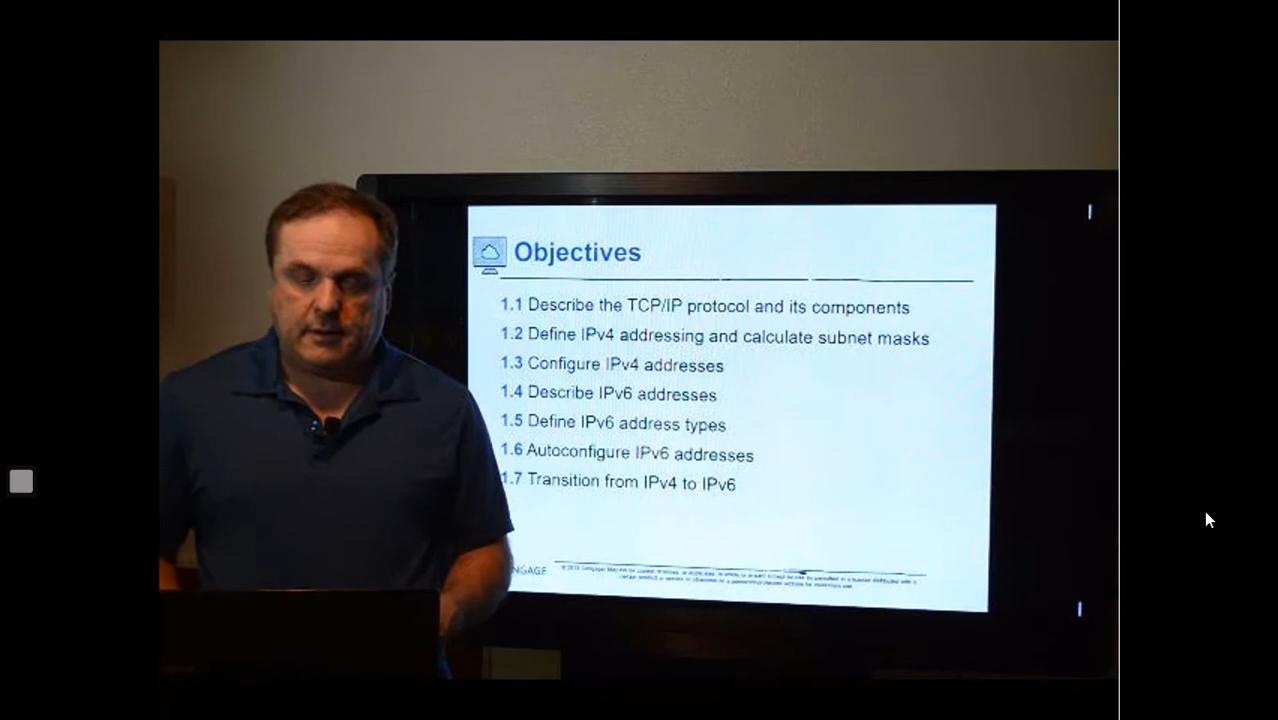 Objectives
1.1 Describe the TCP/IP protocol and its components
1.2 Define IPv4 addressing and calculate subnet masks
1.3 Configure IPv4 addresses
1.4 Describe IPv6 addresses
1.5 Define IPv6 address types
1.6 Autoconfigure IPv6 addresses
1.7 Transition from IPv4 to IPv6
NGAGE